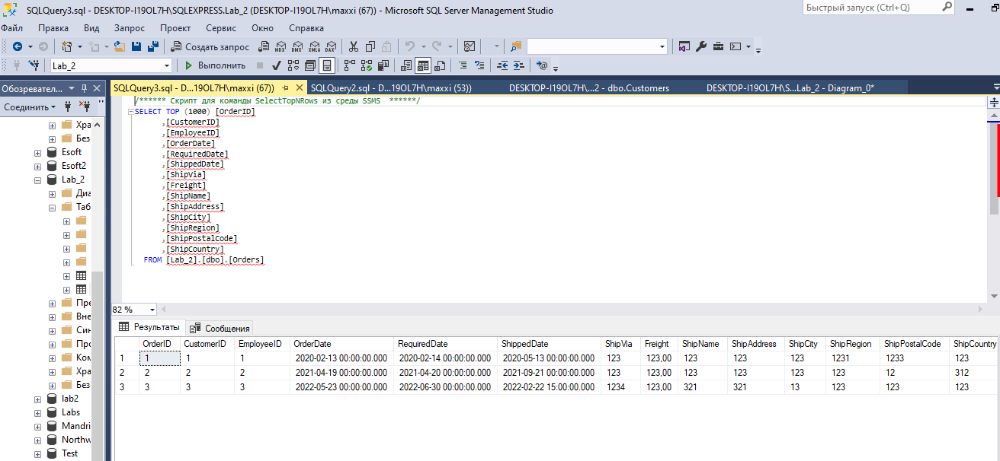 SQLQuery3.sql - DESKTOP-I19OL7H\SQLEXPRESS.Lab_2 (DESKTOP-I19OL7H\maxxi (67)) - Microsoft SQL Server Management Studio
Быстрый запуск (Ctrl+Q)
Файл Правка Вид Запрос Проект Сервис Окно Справка
Создать запрос MDX DMX XMLA DAX
Lab_2 Выполнить
Обозревател...
SQLQuery3.sql - D...19OL7H\maxxi (67))
SQLQuery2.sql - D...19OL7H\maxxi (53))
DESKTOP-I19OL7H\...2 - dbo.Customers
DESKTOP-I19OL7H\S...Lab_2 - Diagram_0*
Соединить
Хра
Без
Esoft
Esoft2
Lab_2
Диа
Таб
Пре
Вне
Син
Про
Ком
Хра
Без
lab2
Labs
Mandri
Northw
Test
/****** Скрипт для команды SelectTopNRows из среды SSMS ******/
SELECT TOP (1000) [OrderID]
,[CustomerID]
,[EmployeeID]
,[OrderDate]
,[RequiredDate]
,[ShippedDate]
,[ShipVia]
,[Freight]
,[ShipName]
,[ShipAddress]
,[ShipCity]
,[ShipRegion]
,[ShipPostalCode]
,[ShipCountry]
FROM [Lab_2].[dbo].[Orders]
82 %
Результаты Сообщения
OrderID CustomerID EmployeeID OrderDate RequiredDate ShippedDate ShipVia Freight ShipName ShipAddress ShipCity ShipRegion ShipPostalCode ShipCountry
1 1 1 1 2020-02-13 00:00:00.000 2020-02-14 00:00:00.000 2020-05-13 00:00:00.000 123 123,00 123 123 123 1231 1233 123
2 2 2 2 2021-04-19 00:00:00.000 2021-04-20 00:00:00.000 2021-09-21 00:00:00.000 123 123,00 123 123 123 123 12 312
3 3 3 3 2022-05-23 00:00:00.000 2022-06-30 00:00:00.000 2022-02-22 15:00:00.000 1234 123,00 321 321 13 123 123 123